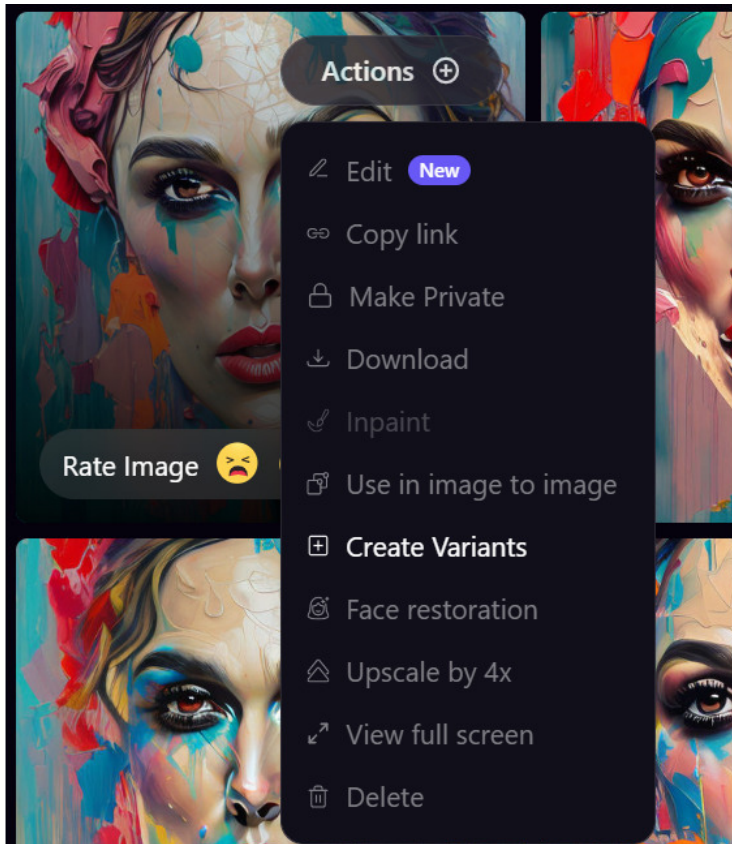 Actions
Edit New
Copy link
Make Private
Download
Inpaint
Rate Image
Use in image to image
Create Variants
Face restoration
Upscale by 4x
View full screen
Delete